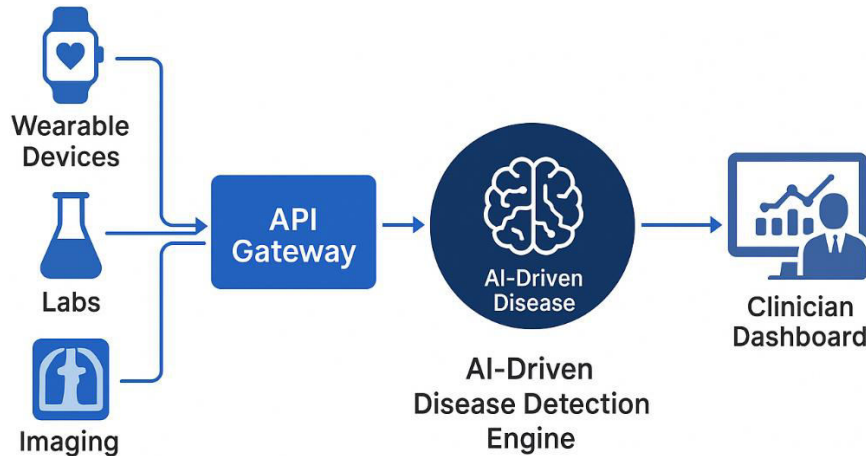 Wearable
Devices
Labs
Imaging
API
Gateway
AI-Driven
Disease
AI-Driven
Disease Detection
Engine
Clinician
Dashboard